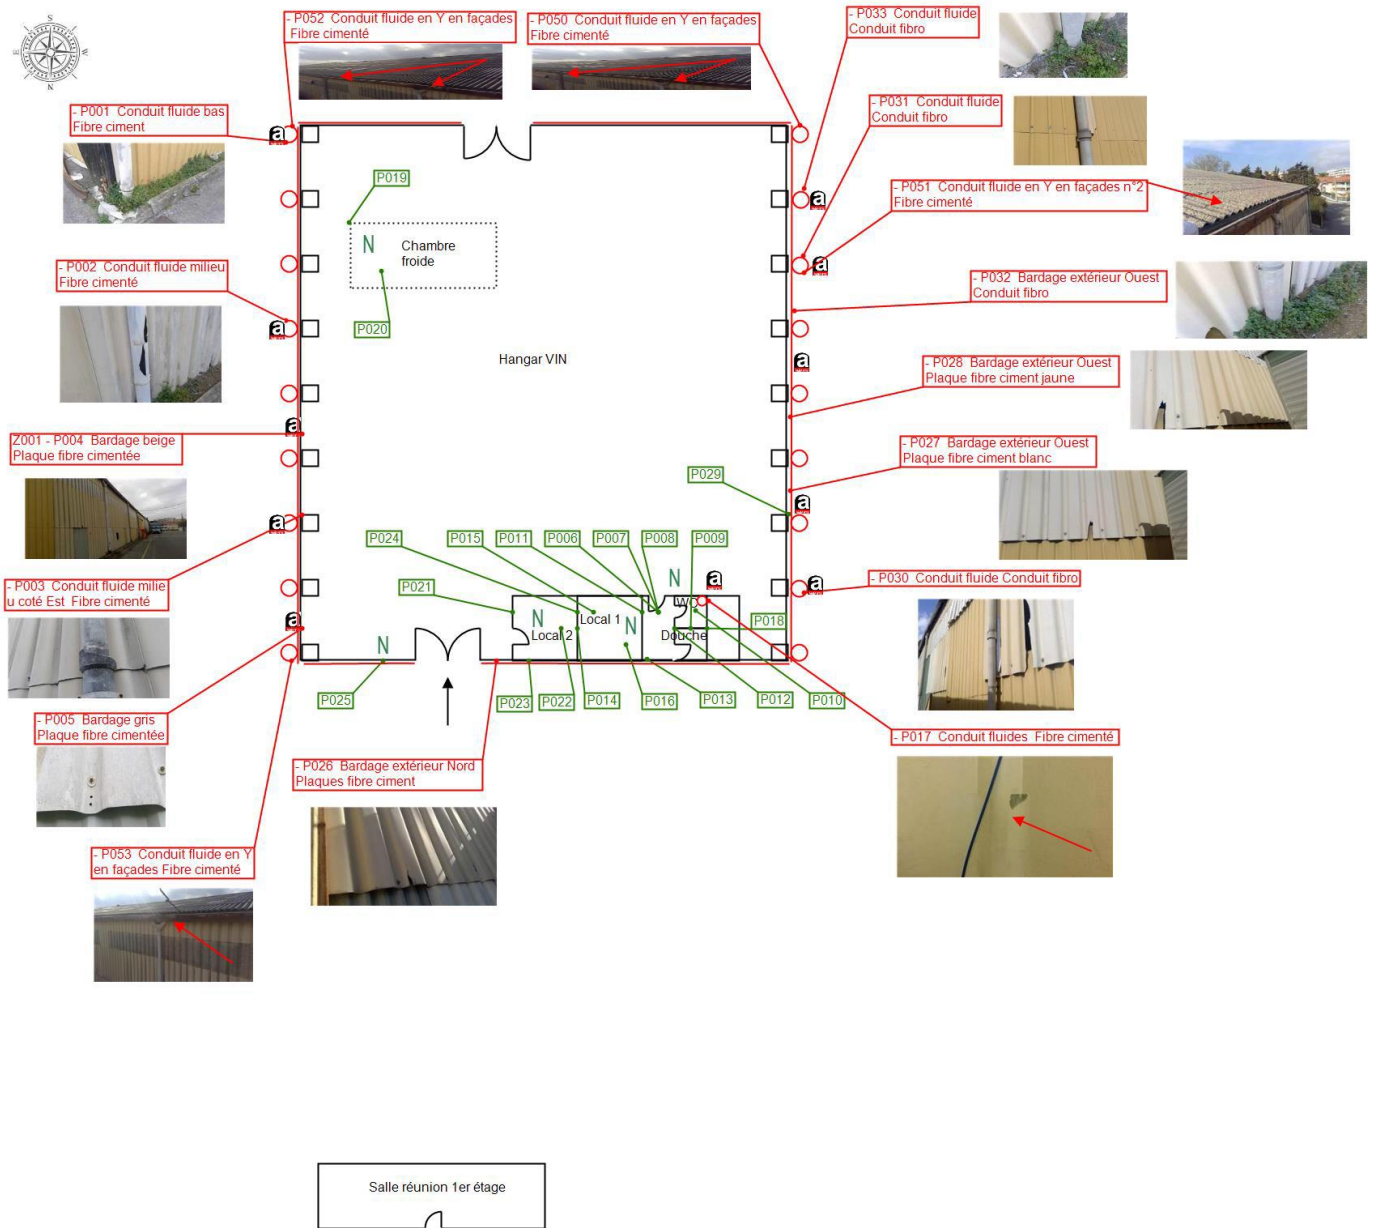 S
E
W
N
- P052 Conduit fluide en Y en façades
Fibre cimenté
- P050 Conduit fluide en Y en façades
Fibre cimenté
- P033 Conduit fluide
Conduit fibro
- P001 Conduit fluide bas
Fibre ciment
- P031 Conduit fluide
Conduit fibro
- P051 Conduit fluide en Y en façades n°2
Fibre cimenté
a
a
a
P019
N
Chambre
froide
P020
- P002 Conduit fluide milieu
Fibre cimenté
a
- P032 Bardage extérieur Ouest
Conduit fibro
Hangar VIN
a
- P028 Bardage extérieur Ouest
Plaque fibre ciment jaune
a
Z001 - P004 Bardage beige
Plaque fibre cimentée
- P027 Bardage extérieur Ouest
Plaque fibre ciment blanc
P029
a
a
P024
P015
P011
P006
P007
P008
P009
- P003 Conduit fluide milie
u coté Est Fibre cimenté
P021
N
a
a
- P030 Conduit fluide Conduit fibro
WC
a
N
Local 2
Local 1
N
Douche
P018
N
P025
P023
P022
P014
P016
P013
P012
P010
- P005 Bardage gris
Plaque fibre cimentée
- P017 Conduit fluides Fibre cimenté
- P026 Bardage extérieur Nord
Plaques fibre ciment
- P053 Conduit fluide en Y
en façades Fibre cimenté
Salle réunion 1er étage